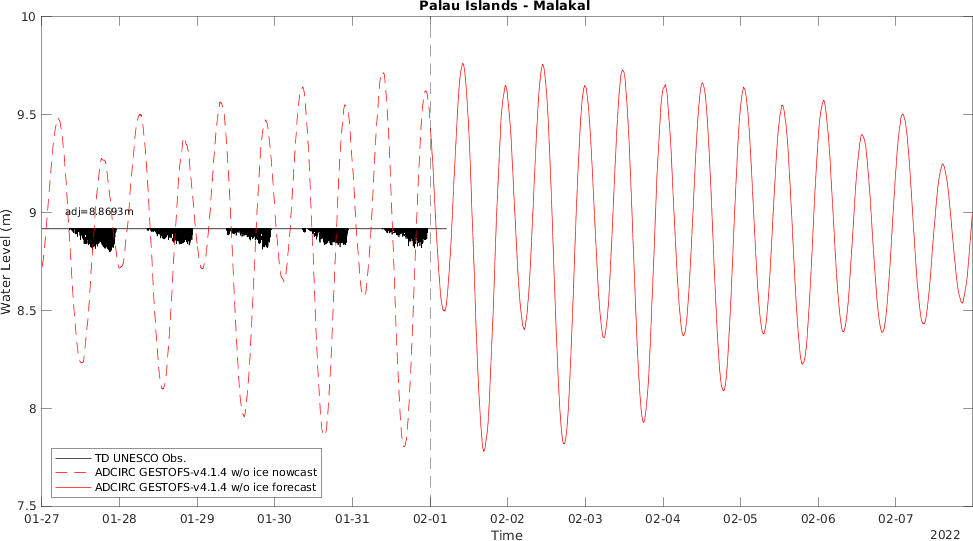 Palau Islands - Malakal
10
9.5
9
8.5
8
7.5
Water Level (m)
adj=8.8693m
TD UNESCO Obs.
ADCIRC GESTOFS-v4.1.4 w/o ice nowcast
ADCIRC GESTOFS-v4.1.4 w/o ice forecast
01-27 01-28 01-29 01-30 01-31 02-01 02-02 02-03 02-04 02-05 02-06 02-07
Time
2022